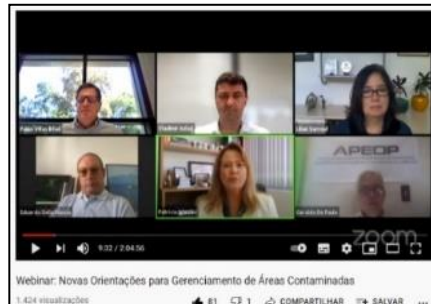 APEOP
zoom
9:32 / 2:04:56
Webinar: Novas Orientações para Gerenciamento de Áreas Contaminadas
1.424 visualizações
81 1 COMPARTILHAR SALVAR ...